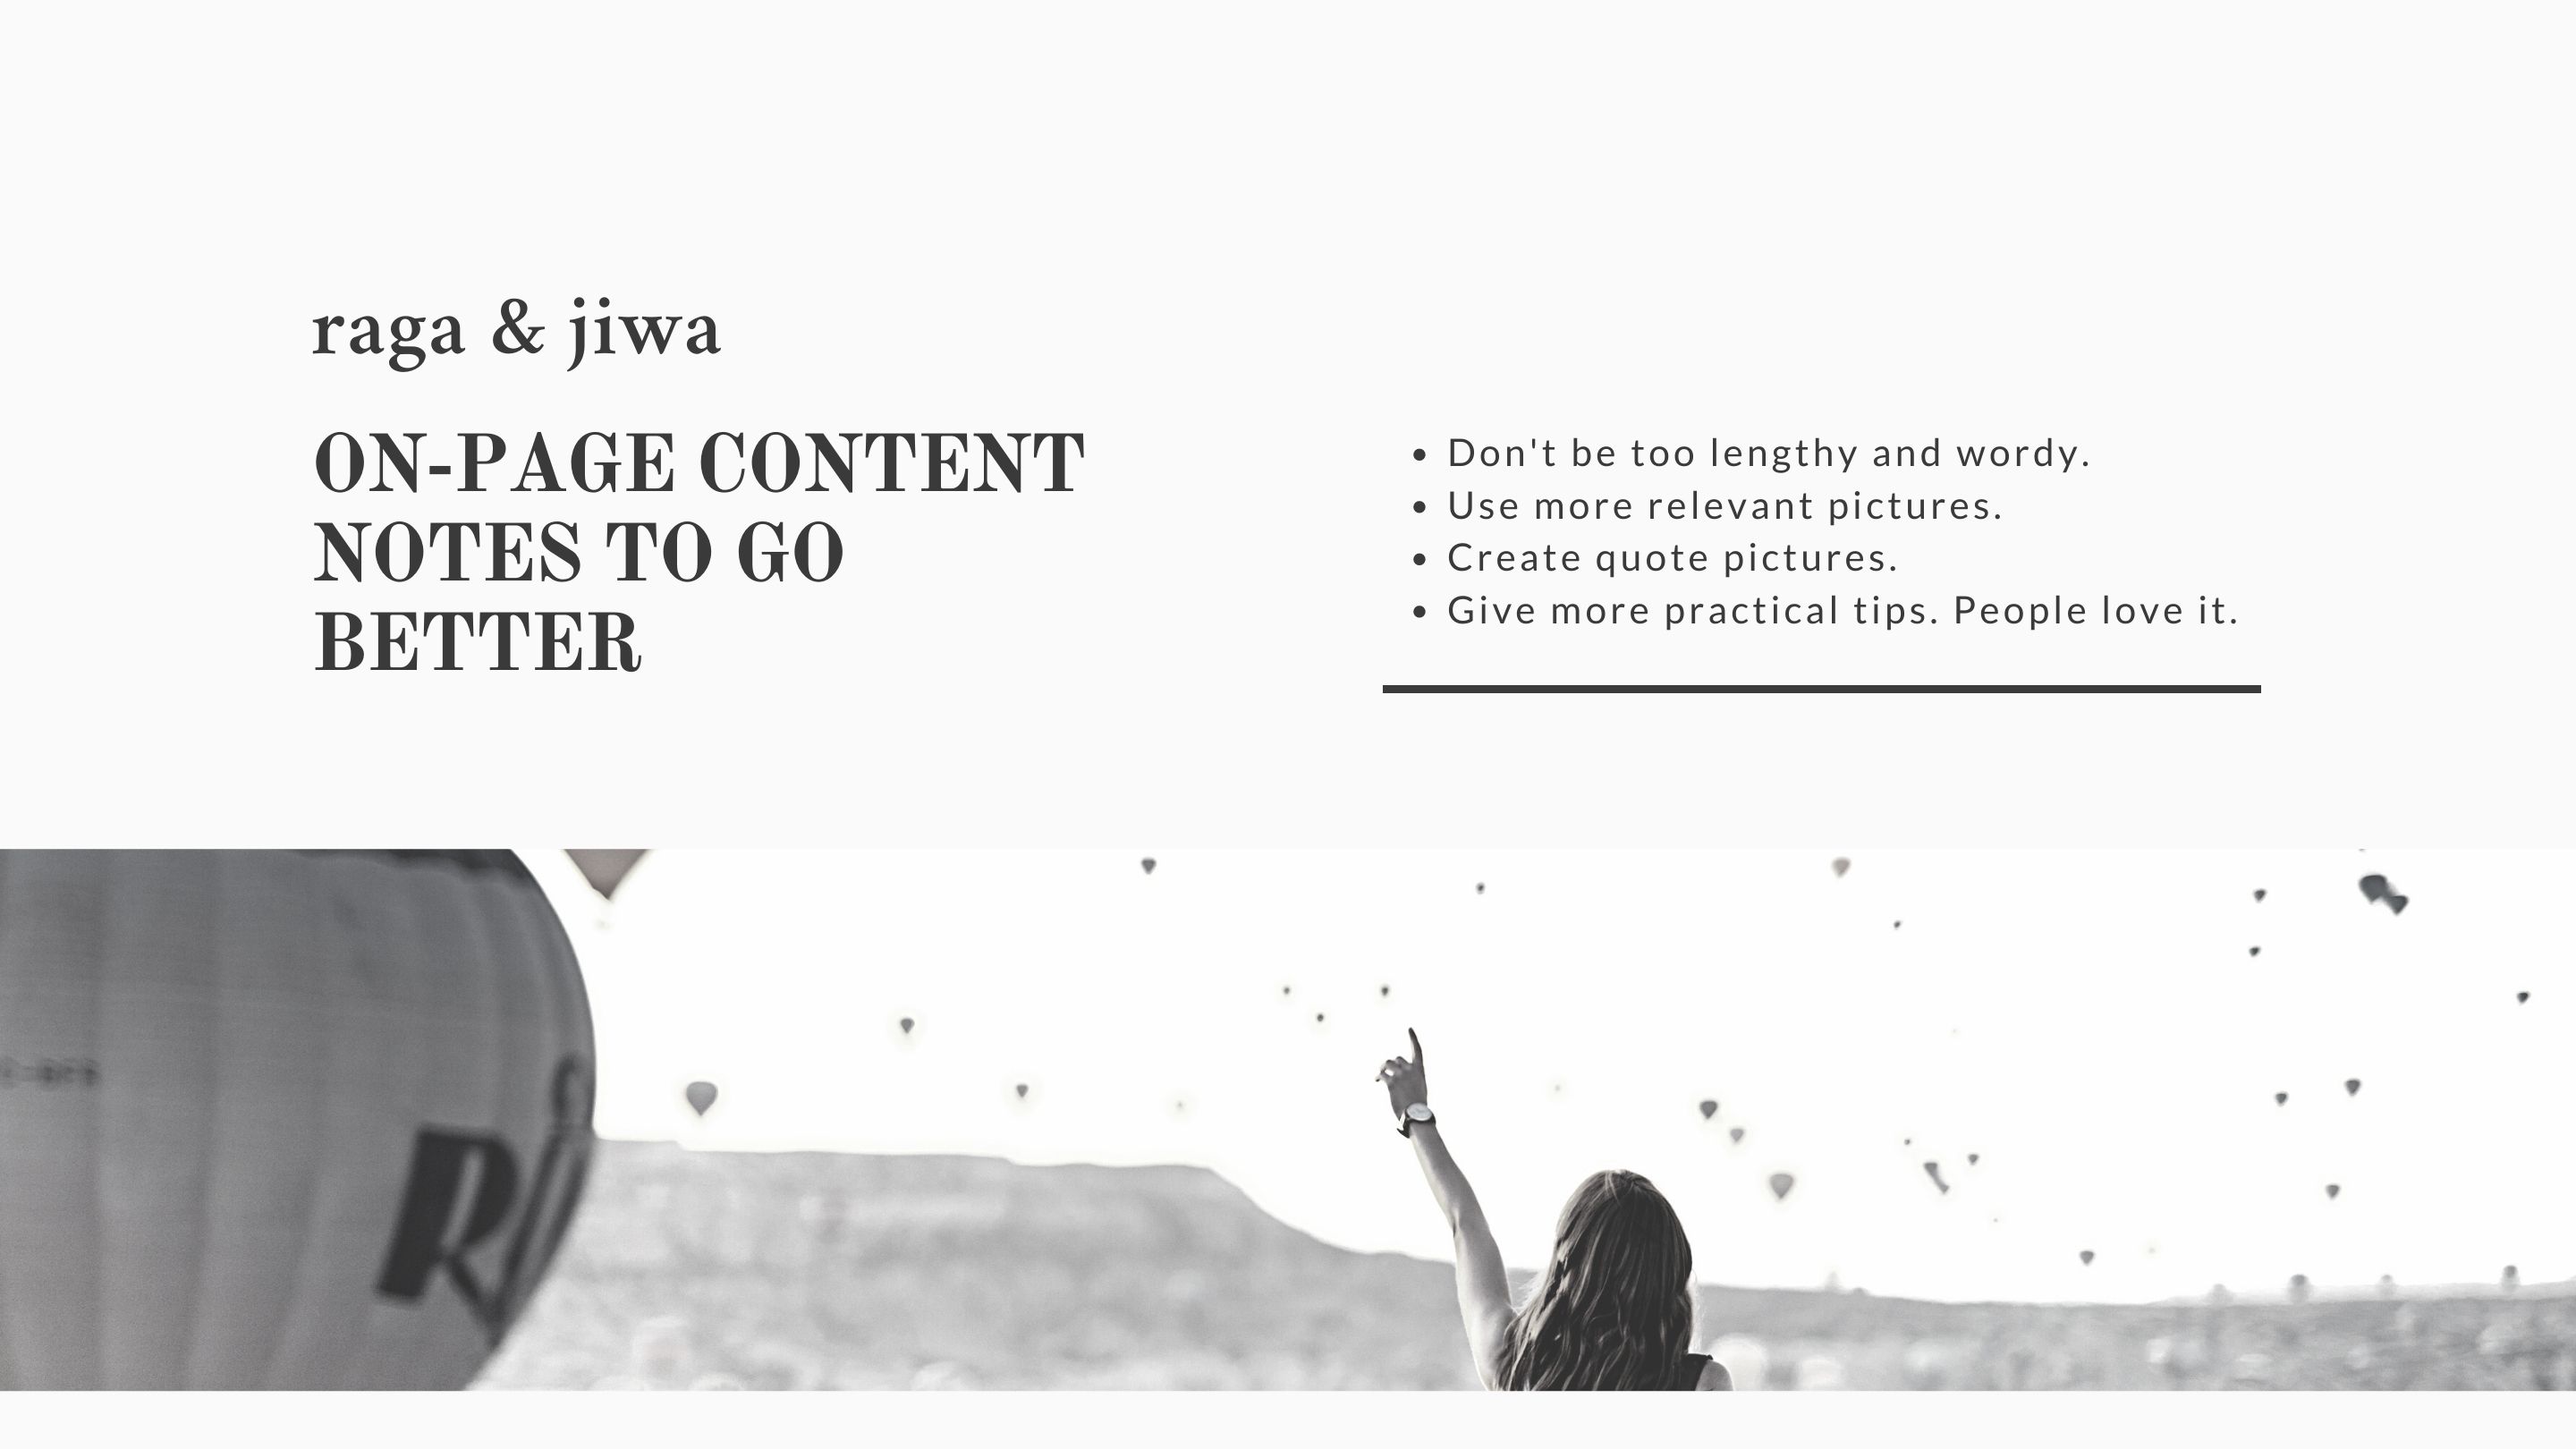 raga & jiwa
ON-PAGE CONTENT
NOTES TO GO
BETTER
• Don't be too lengthy and wordy.
• Use more relevant pictures.
• Create quote pictures.
• Give more practical tips. People love it.